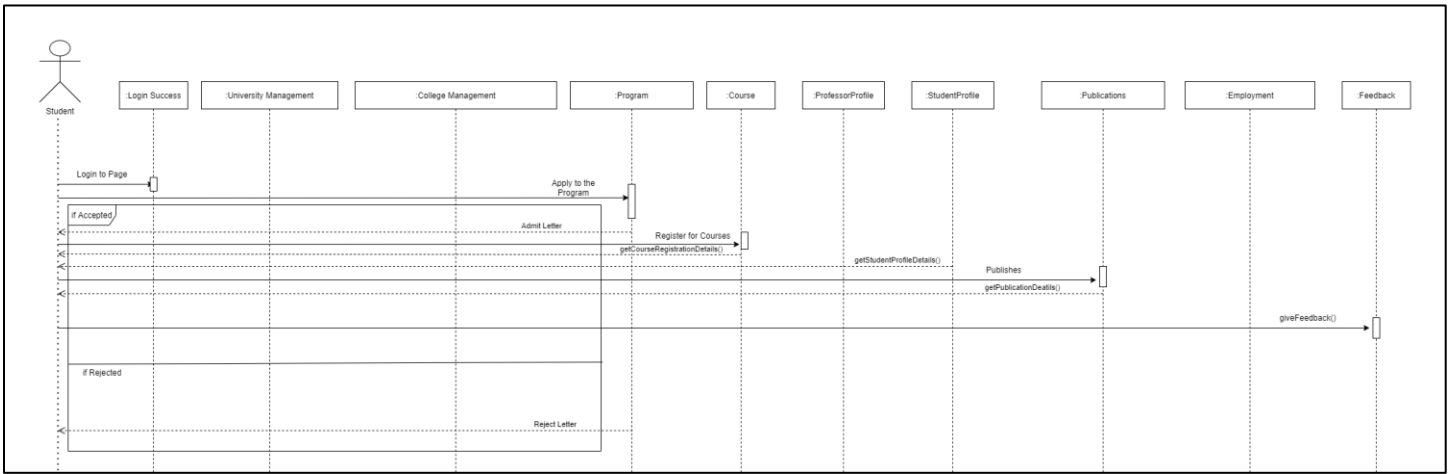 Student
:Login Success
:University Management
:College Management
:Program
:Course
:ProfessorProfile
:StudentProfile
:Publications
:Employment
:Feedback
Login to Page
Apply to the
Program
if Accepted
Admit Letter
Register for Courses
getCourseRegistrationDetails()
getStudentProfileDetails()
Publishes
getPublicationDeatils()
giveFeedback()
if Rejected
Reject Letter